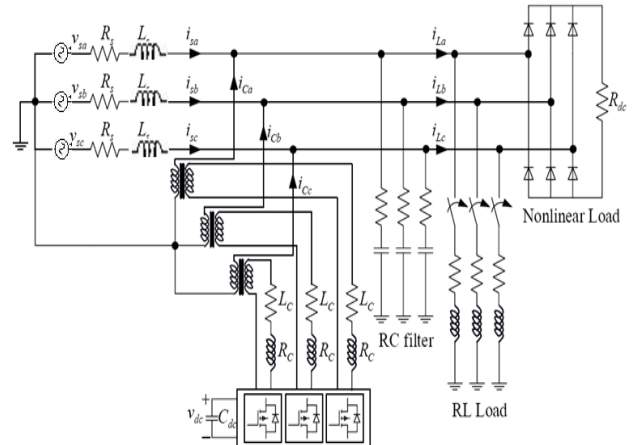 v_sa R_s L_s i_sa i_La
i_Ca
v_sb R_s L_s i_sb i_Lb R_dc
i_Cb
v_sc R_s L_s i_sc i_Lc
i_Cc
Nonlinear Load
L_C L_C L_C
RC filter
R_C R_C R_C
RL Load
+
v_dc C_dc
−